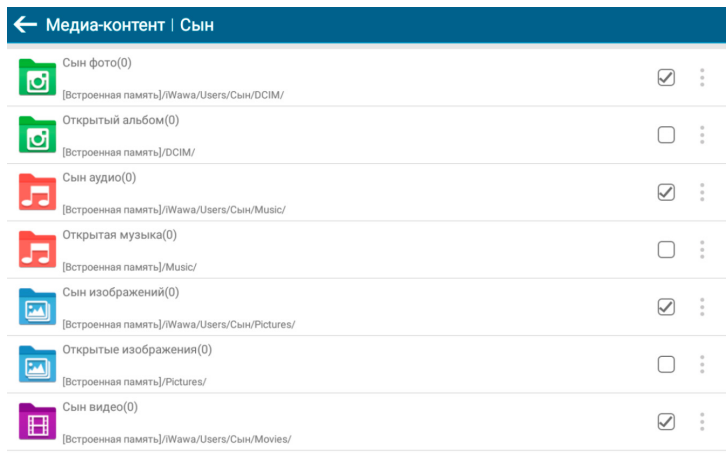 Медиа-контент | Сын
Сын фото(0)
[Встроенная память]/iWawa/Users/Сын/DCIM/
Открытый альбом(0)
[Встроенная память]/DCIM/
Сын аудио(0)
[Встроенная память]/iWawa/Users/Сын/Music/
Открытая музыка(0)
[Встроенная память]/Music/
Сын изображений(0)
[Встроенная память]/iWawa/Users/Сын/Pictures/
Открытые изображения(0)
[Встроенная память]/Pictures/
Сын видео(0)
[Встроенная память]/iWawa/Users/Сын/Movies/